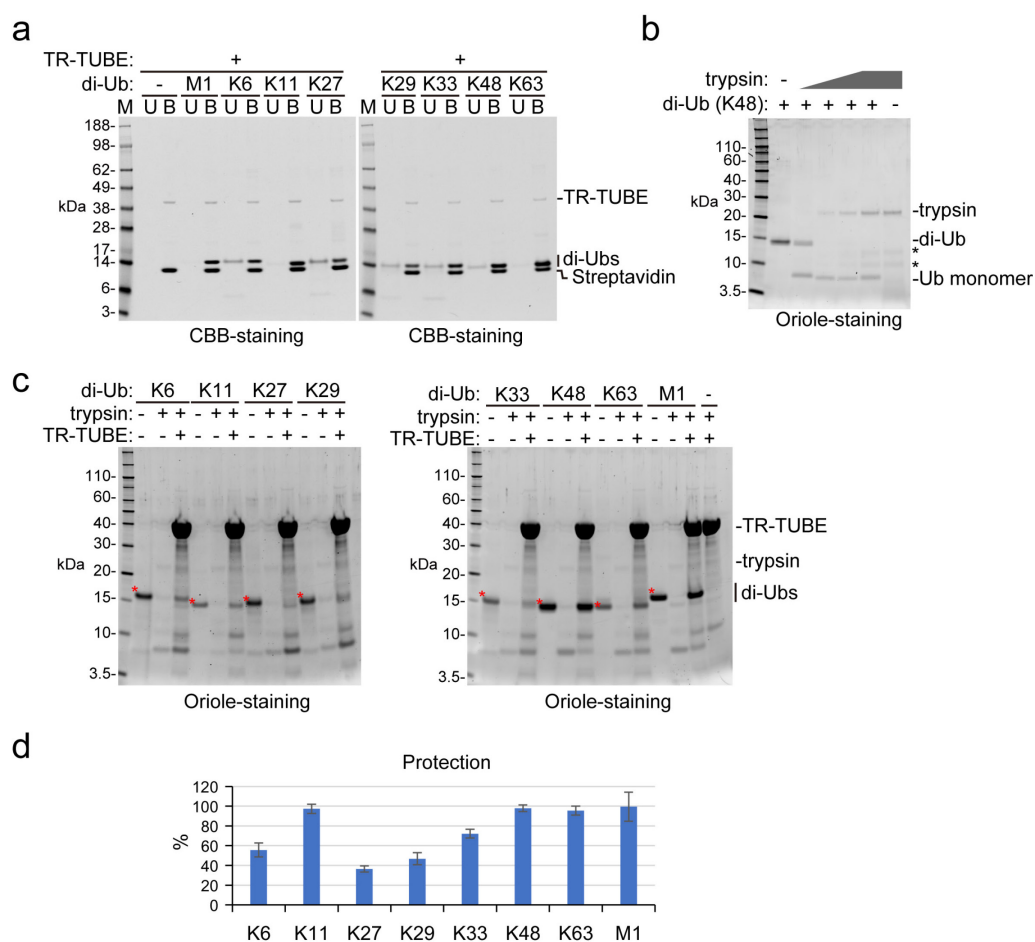 a
TR-TUBE: + +
di-Ub: - M1 K6 K11 K27 K29 K33 K48 K63
M U B U B U B U B U B M U B U B U B U B
188-
98-
62-
49-
kDa
38-
28-
17-
14-
6-
3-
-TR-TUBE
di-Ubs
Streptavidin
CBB-staining CBB-staining
b
trypsin: -
di-Ub (K48): + + + + + -
110-
60-
40-
kDa
30-
20-
15-
10-
3.5-
-trypsin
-di-Ub
*
*
-Ub monomer
Oriole-staining
c
di-Ub: K6 K11 K27 K29
trypsin: - + + - + + - + + - + +
TR-TUBE: - - + - - + - - + - - +
110-
60-
40-
30-
kDa
20-
15-
10-
3.5-
* * * *
Oriole-staining
di-Ub: K33 K48 K63 M1 -
trypsin: - + + - + + - + + - + + +
TR-TUBE: - - + - - + - - + - - + +
110-
60-
40-
30-
kDa
20-
15-
10-
3.5-
* * * *
-TR-TUBE
-trypsin
di-Ubs
Oriole-staining
d
Protection
%
120
100
80
60
40
20
0
K6 K11 K27 K29 K33 K48 K63 M1